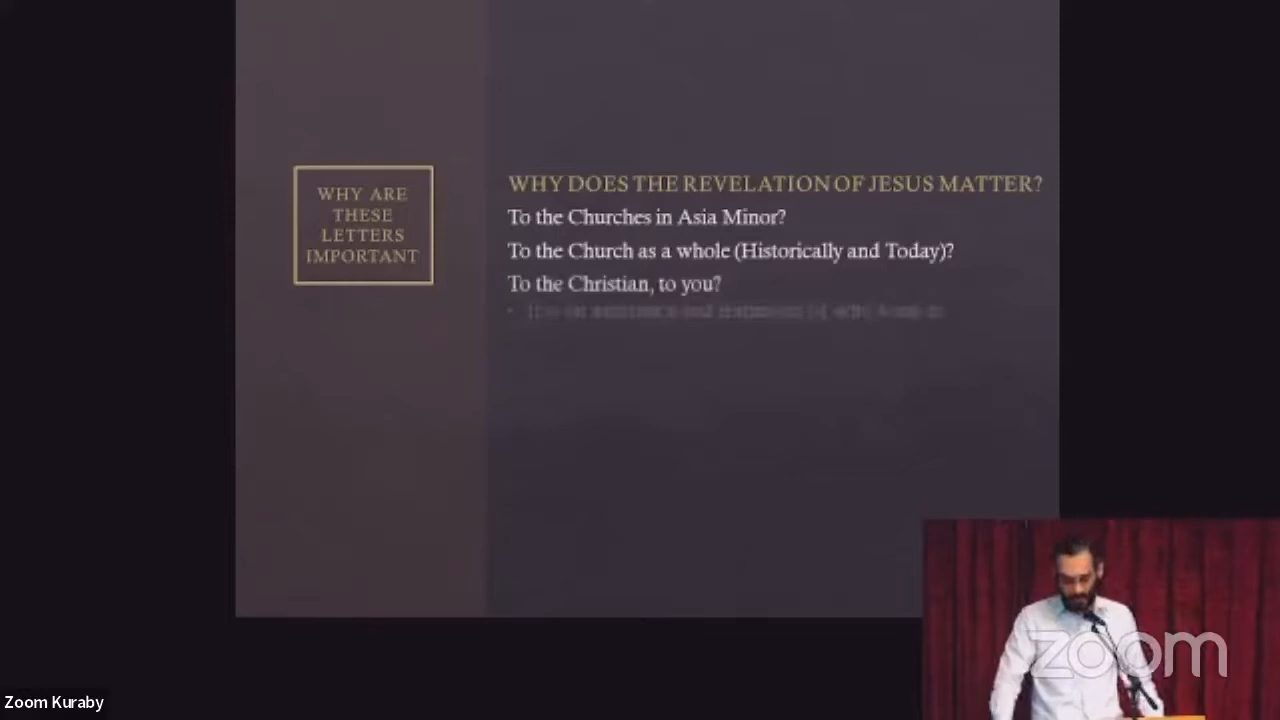 WHY ARE
THESE
LETTERS
IMPORTANT
WHY DOES THE REVELATION OF JESUS MATTER?
To the Churches in Asia Minor?
To the Church as a whole (Historically and Today)?
To the Christian, to you?
zoom
Zoom Kuraby